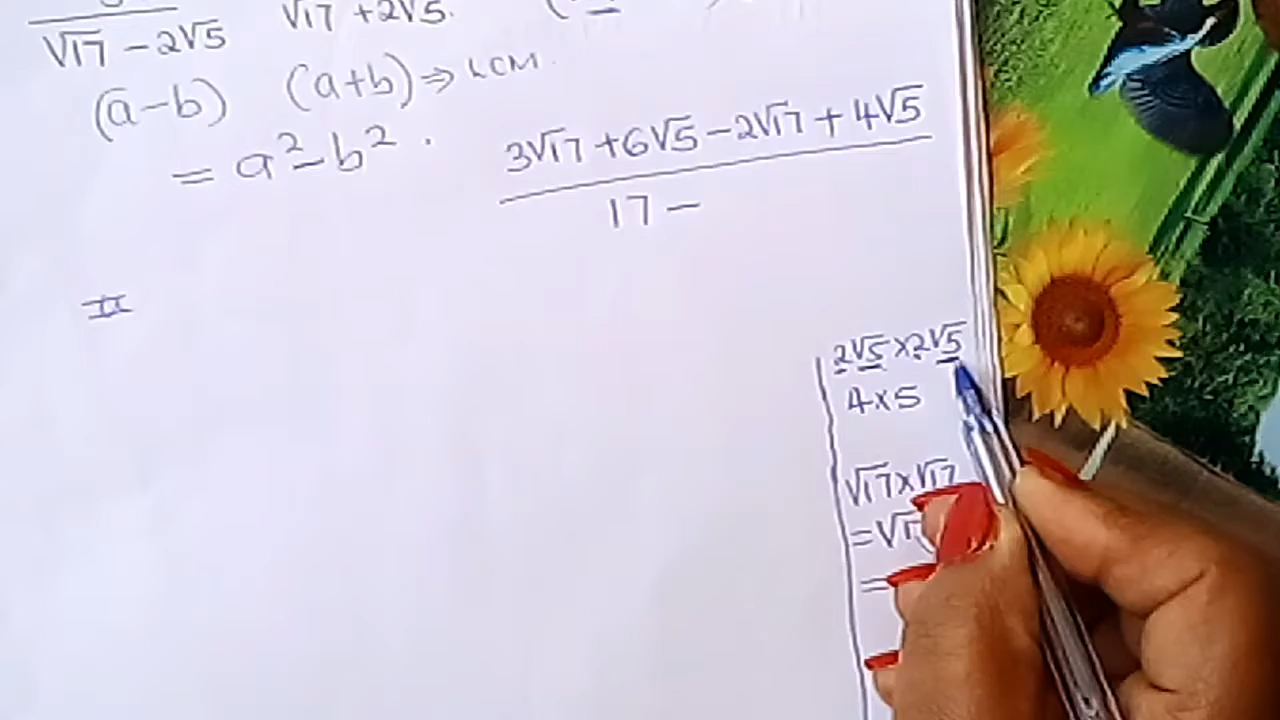 √17 - 2√5 √17 + 2√5.
(a-b) (a+b) ⇒ LCM.
= a² - b² .
3√17 + 6√5 - 2√17 + 4√5
17 -
II
2√5 × 2√5
4×5
√17 × √17
=
=